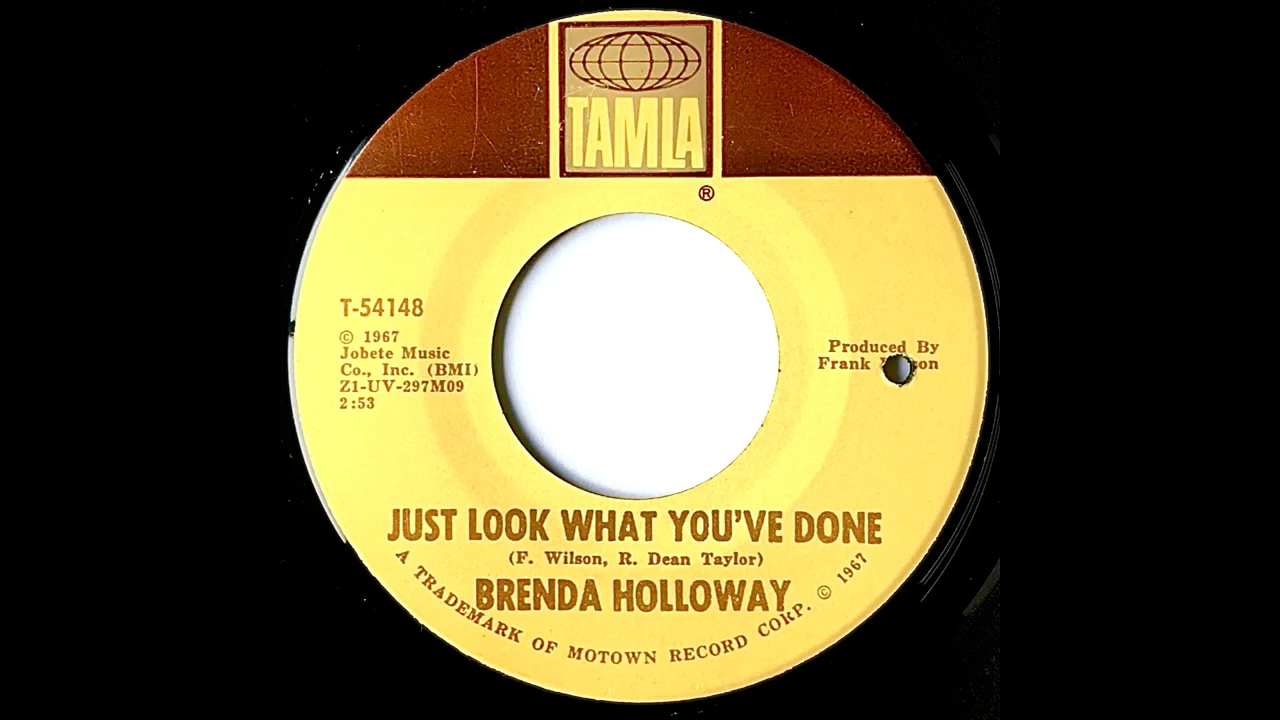 TAMLA
®
T-54148
© 1967
Jobete Music
Co., Inc. (BMI)
Z1-UV-297M09
2:53
Produced By
Frank
JUST LOOK WHAT YOU'VE DONE
(F. Wilson, R. Dean Taylor)
BRENDA HOLLOWAY
A TRADEMARK OF MOTOWN RECORD CORP. © 1967